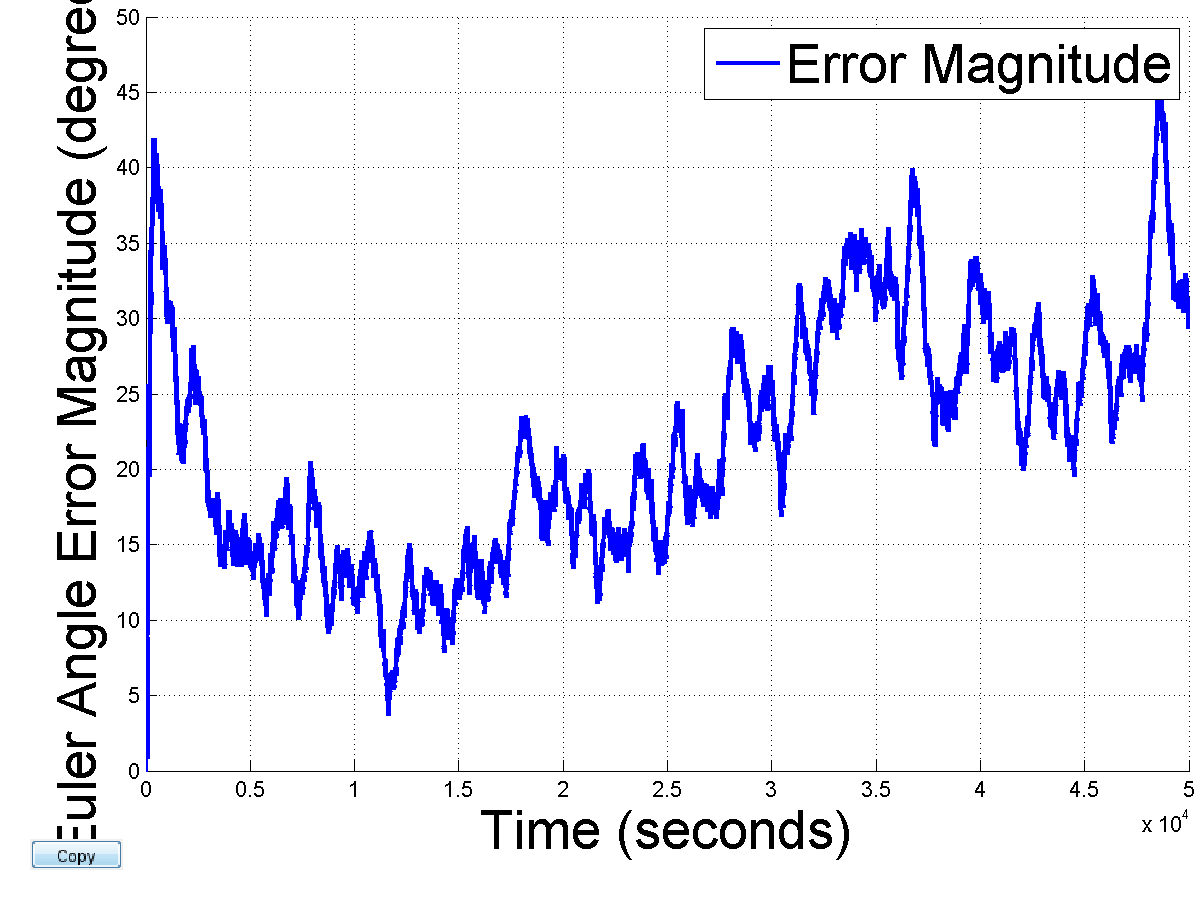 50
Error Magnitude
45
40
35
30
25
20
15
10
5
0
Euler Angle Error Magnitude (degree
0 0.5 1 1.5 2 2.5 3 3.5 4 4.5 5
x 10⁴
Time (seconds)
Copy